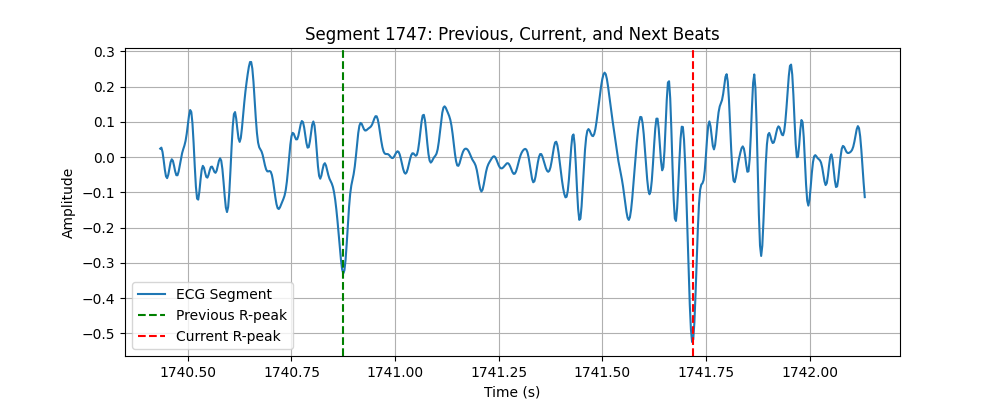 Segment 1747: Previous, Current, and Next Beats
Amplitude
0.3
0.2
0.1
0.0
−0.1
−0.2
−0.3
−0.4
−0.5
ECG Segment
Previous R-peak
Current R-peak
1740.50 1740.75 1741.00 1741.25 1741.50 1741.75 1742.00
Time (s)